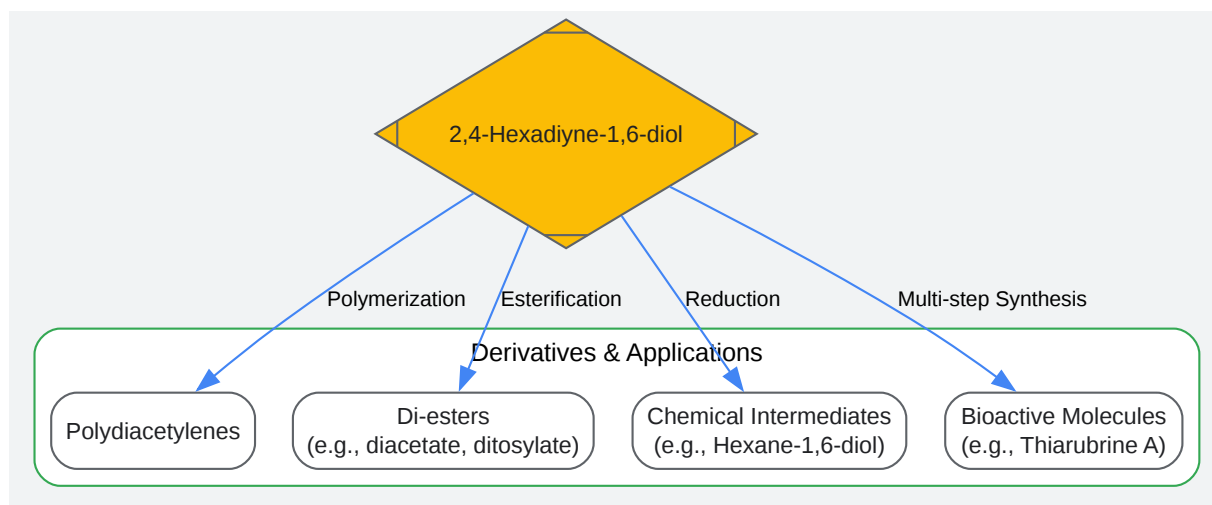 2,4-Hexadiyne-1,6-diol
Polymerization
Esterification
Reduction
Multi-step Synthesis
Derivatives & Applications
Polydiacetylenes
Di-esters
(e.g., diacetate, ditosylate)
Chemical Intermediates
(e.g., Hexane-1,6-diol)
Bioactive Molecules
(e.g., Thiarubrine A)